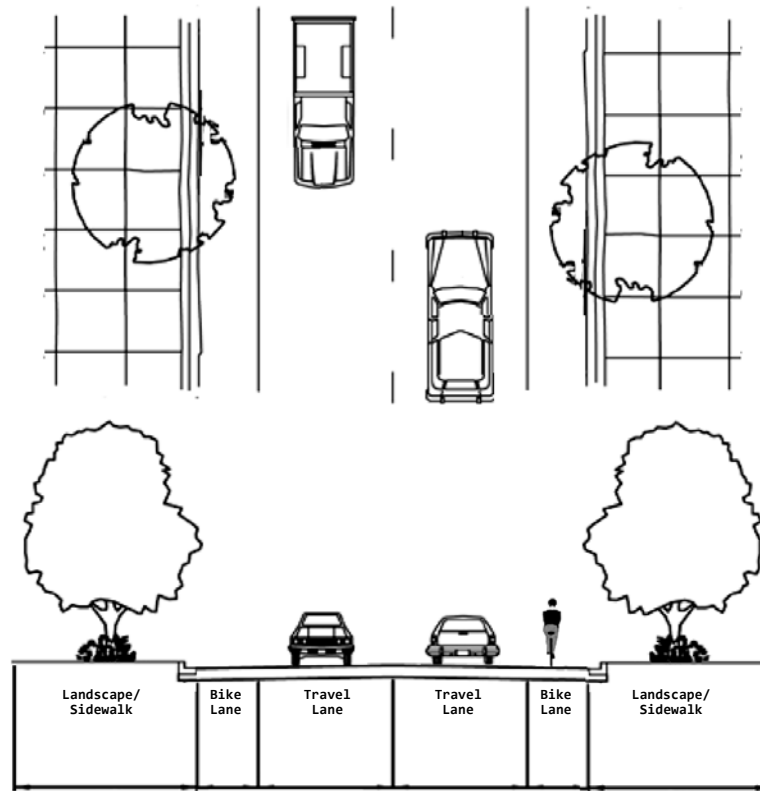 Landscape/
Sidewalk
Bike
Lane
Travel
Lane
Travel
Lane
Bike
Lane
Landscape/
Sidewalk